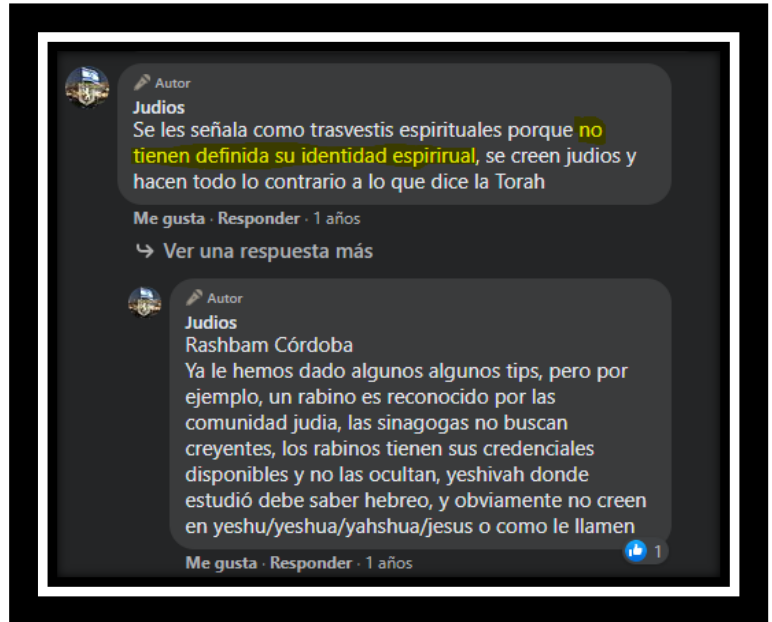 Autor
Judios
Se les señala como trasvestis espirituales porque no
tienen definida su identidad espirirual, se creen judios y
hacen todo lo contrario a lo que dice la Torah
Me gusta · Responder · 1 años
Ver una respuesta más
Autor
Judios
Rashbam Córdoba
Ya le hemos dado algunos algunos tips, pero por
ejemplo, un rabino es reconocido por las
comunidad judia, las sinagogas no buscan
creyentes, los rabinos tienen sus credenciales
disponibles y no las ocultan, yeshivah donde
estudió debe saber hebreo, y obviamente no creen
en yeshu/yeshua/yahshua/jesus o como le llamen
1
Me gusta · Responder · 1 años